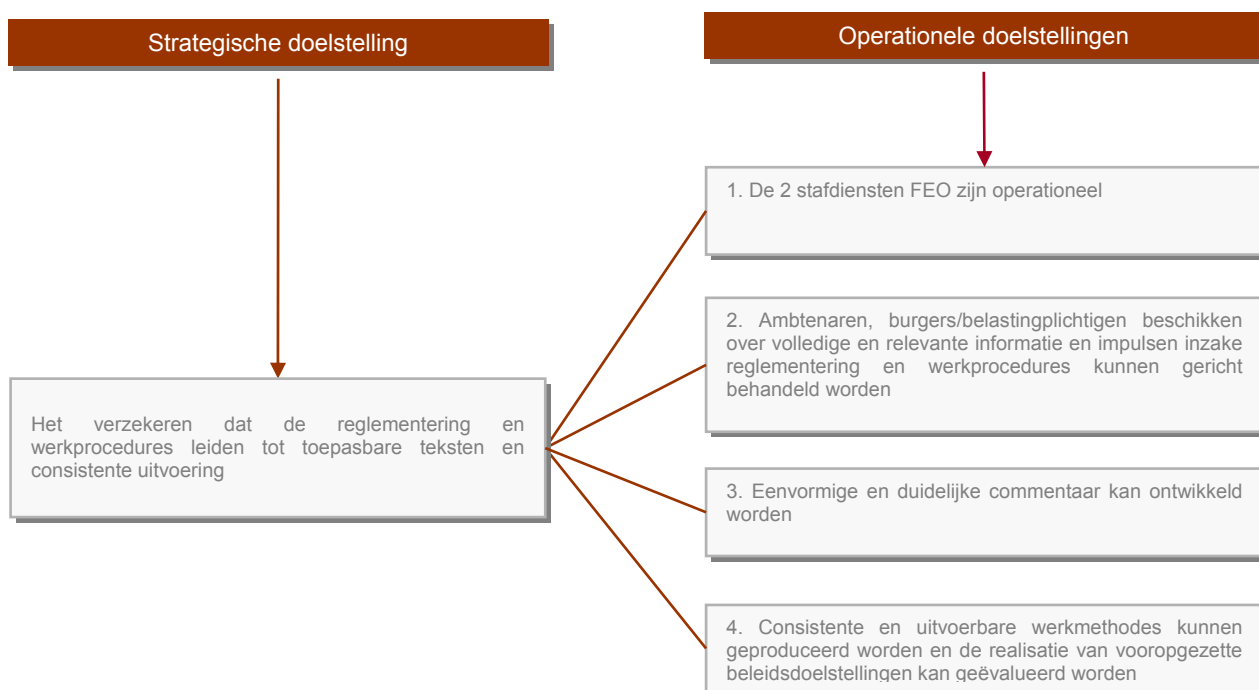 Strategische doelstelling
Operationele doelstellingen
1. De 2 stafdiensten FEO zijn operationeel
2. Ambtenaren, burgers/belastingplichtigen beschikken
over volledige en relevante informatie en impulsen inzake
reglementering en werkprocedures kunnen gericht
behandeld worden
Het verzekeren dat de reglementering en
werkprocedures leiden tot toepasbare teksten en
consistente uitvoering
3. Eenvormige en duidelijke commentaar kan ontwikkeld
worden
4. Consistente en uitvoerbare werkmethodes kunnen
geproduceerd worden en de realisatie van vooropgezette
beleidsdoelstellingen kan geëvalueerd worden